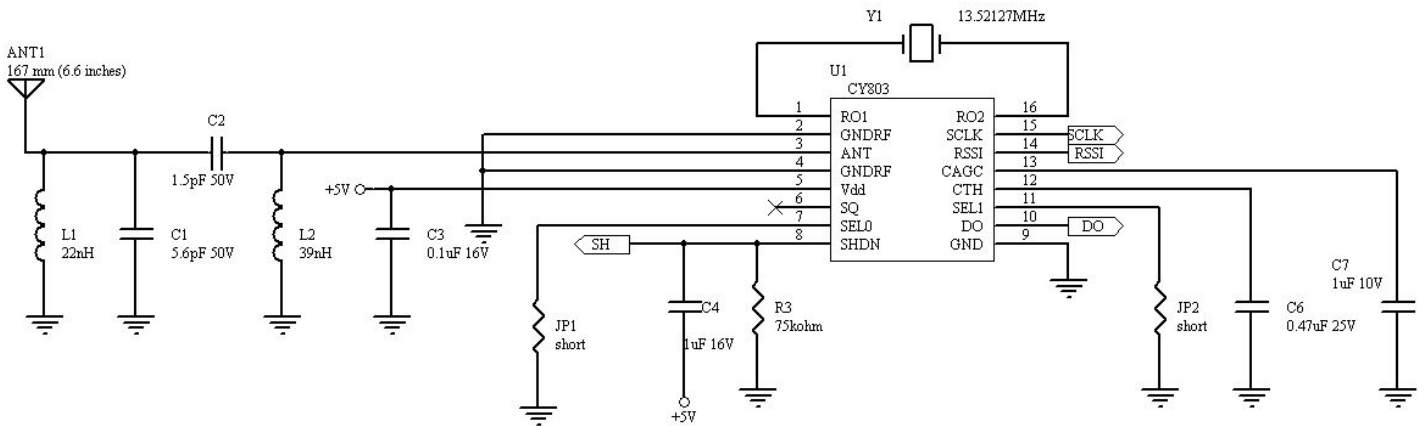 Y1 13.52127MHz
ANT1
167 mm (6.6 inches)
U1
CY803
C2
1 RO1 RO2 16
2 GNDRF SCLK 15 SCLK
3 ANT RSSI 14 RSSI
4 GNDRF CAGC 13
1.5pF 50V
+5V 5 Vdd CTH 12
6 SQ SEL1 11
7 SEL0 DO 10 DO
SH 8 SHDN GND 9
L1
22nH
C1
5.6pF 50V
L2
39nH
C3
0.1uF 16V
C7
1uF 10V
JP1
short
C4
1uF 16V
R3
75kohm
JP2
short
C6
0.47uF 25V
+5V